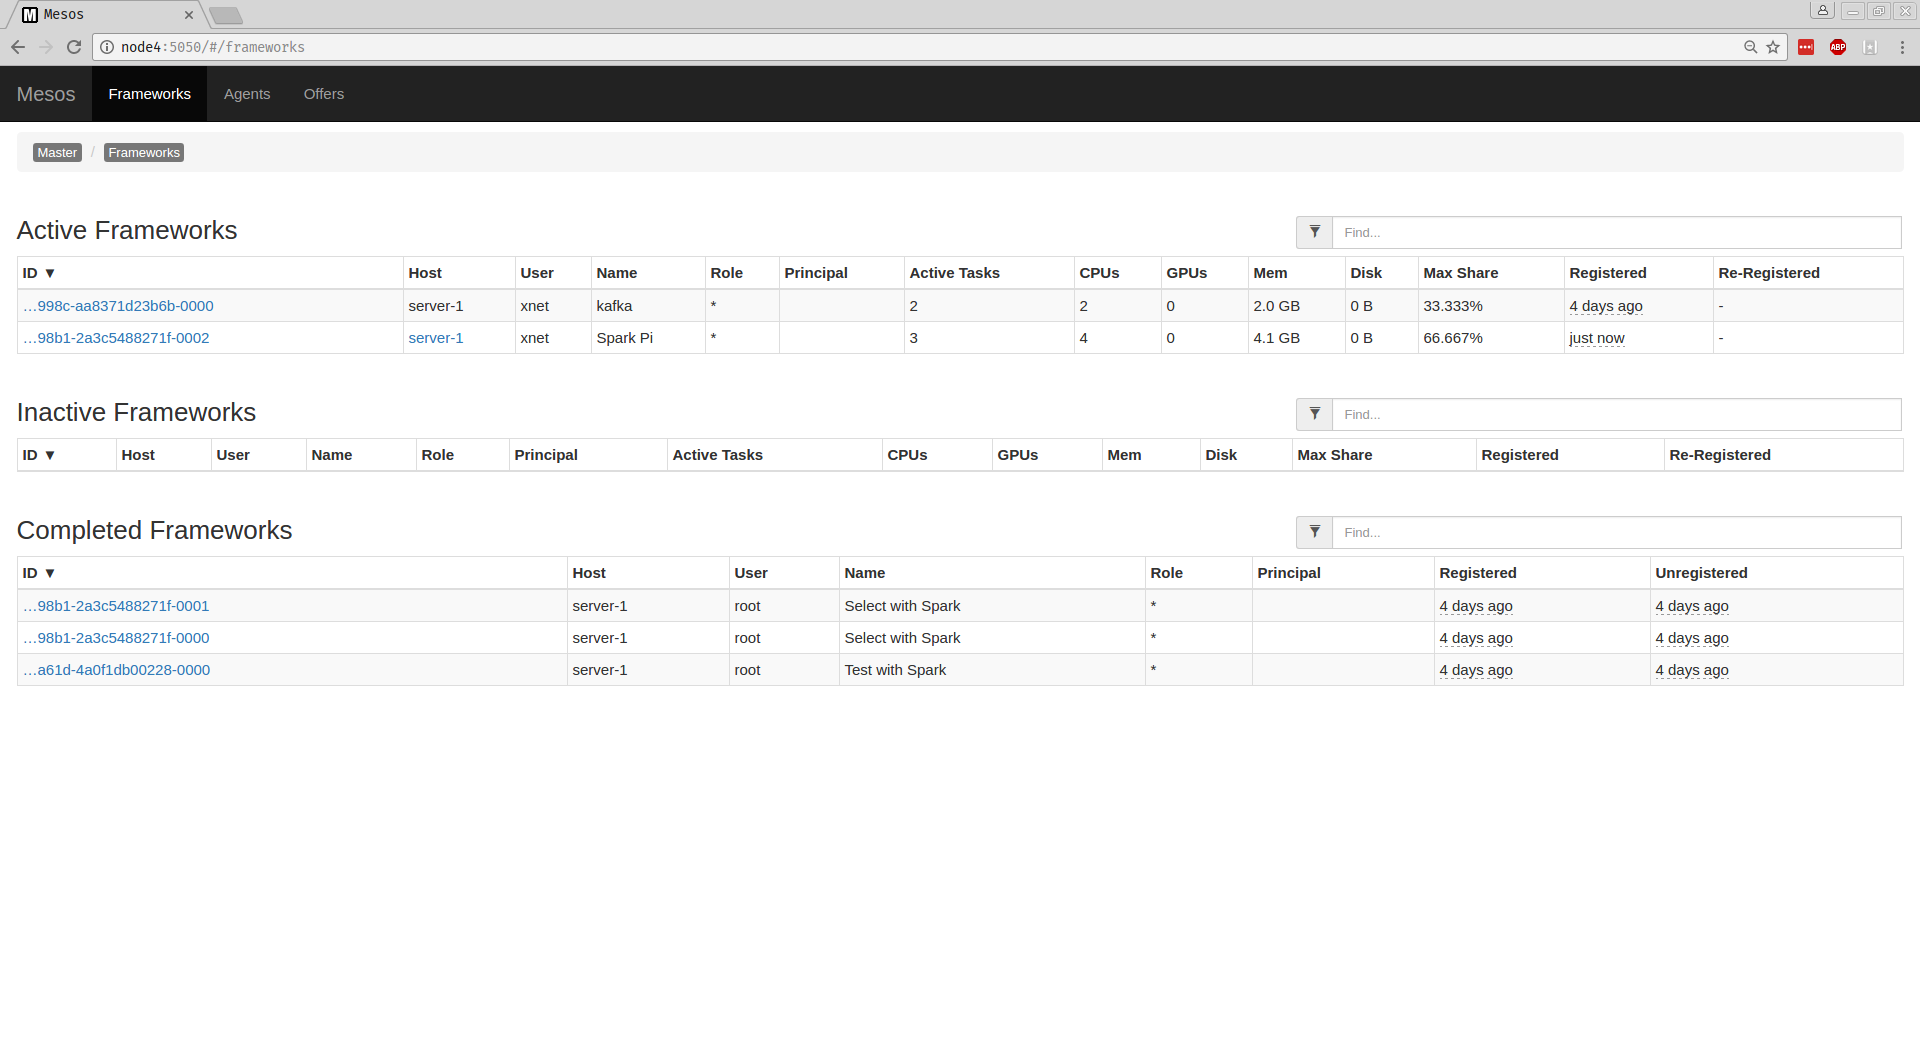 Mesos
node4:5050/#/frameworks
ABP
Mesos Frameworks Agents Offers
Master / Frameworks
Active Frameworks Find...
ID ▼ Host User Name Role Principal Active Tasks CPUs GPUs Mem Disk Max Share Registered Re-Registered
…998c-aa8371d23b6b-0000 server-1 xnet kafka * 2 2 0 2.0 GB 0 B 33.333% 4 days ago -
…98b1-2a3c5488271f-0002 server-1 xnet Spark Pi * 3 4 0 4.1 GB 0 B 66.667% just now -
Inactive Frameworks Find...
ID ▼ Host User Name Role Principal Active Tasks CPUs GPUs Mem Disk Max Share Registered Re-Registered
Completed Frameworks Find...
ID ▼ Host User Name Role Principal Registered Unregistered
…98b1-2a3c5488271f-0001 server-1 root Select with Spark * 4 days ago 4 days ago
…98b1-2a3c5488271f-0000 server-1 root Select with Spark * 4 days ago 4 days ago
…a61d-4a0f1db00228-0000 server-1 root Test with Spark * 4 days ago 4 days ago